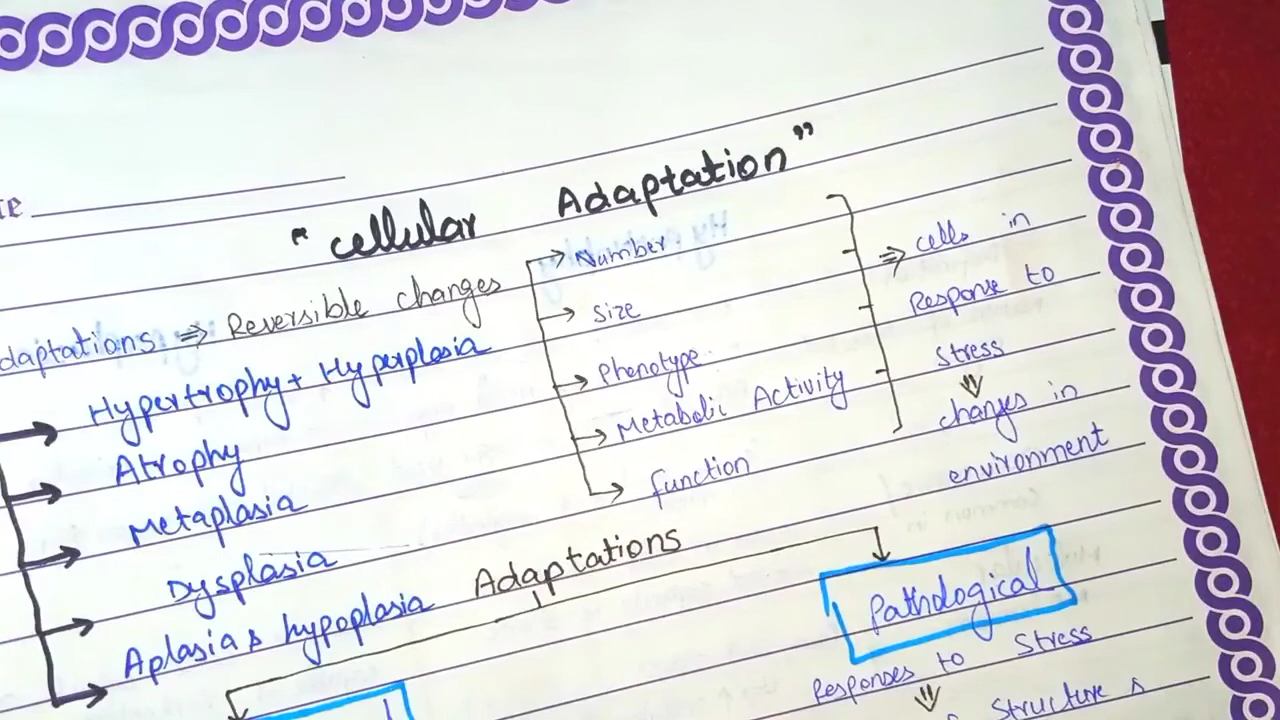 te
" cellular Adaptation "
daptations ⇒ Reversible changes
→ Number
→ Size
→ Phenotype
→ Metabolic Activity
→ function
⇒ cells in
Response to
stress
⇓
changes in
environment
→ Hypertrophy + Hyperplasia
→ Atrophy
→ Metaplasia
→ Dysplasia
→ Aplasia & hypoplasia
Adaptations
Pathological
Responses to Stress
⇓
Structure &